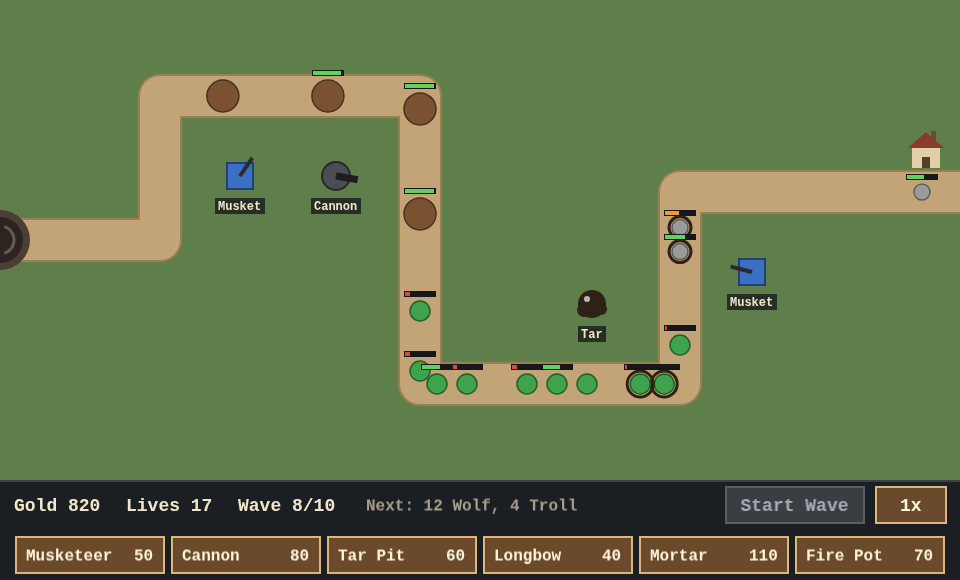 Musket
Cannon
Musket
Tar
Gold 820 Lives 17 Wave 8/10 Next: 12 Wolf, 4 Troll Start Wave 1x
Musketeer 50 Cannon 80 Tar Pit 60 Longbow 40 Mortar 110 Fire Pot 70